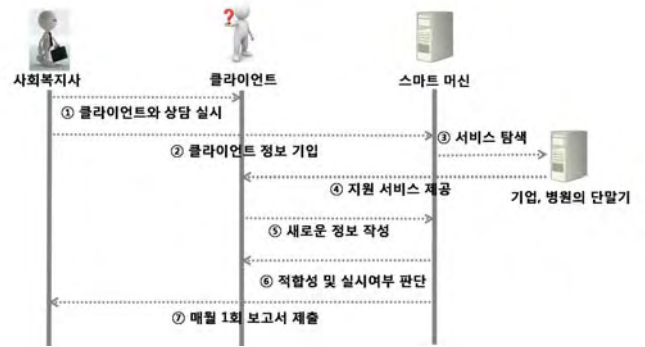 ?
사회복지사
클라이언트
스마트 머신
① 클라이언트와 상담 실시
② 클라이언트 정보 기입
③ 서비스 탐색
④ 지원 서비스 제공
기업, 병원의 단말기
⑤ 새로운 정보 작성
⑥ 적합성 및 실시여부 판단
⑦ 매월 1회 보고서 제출